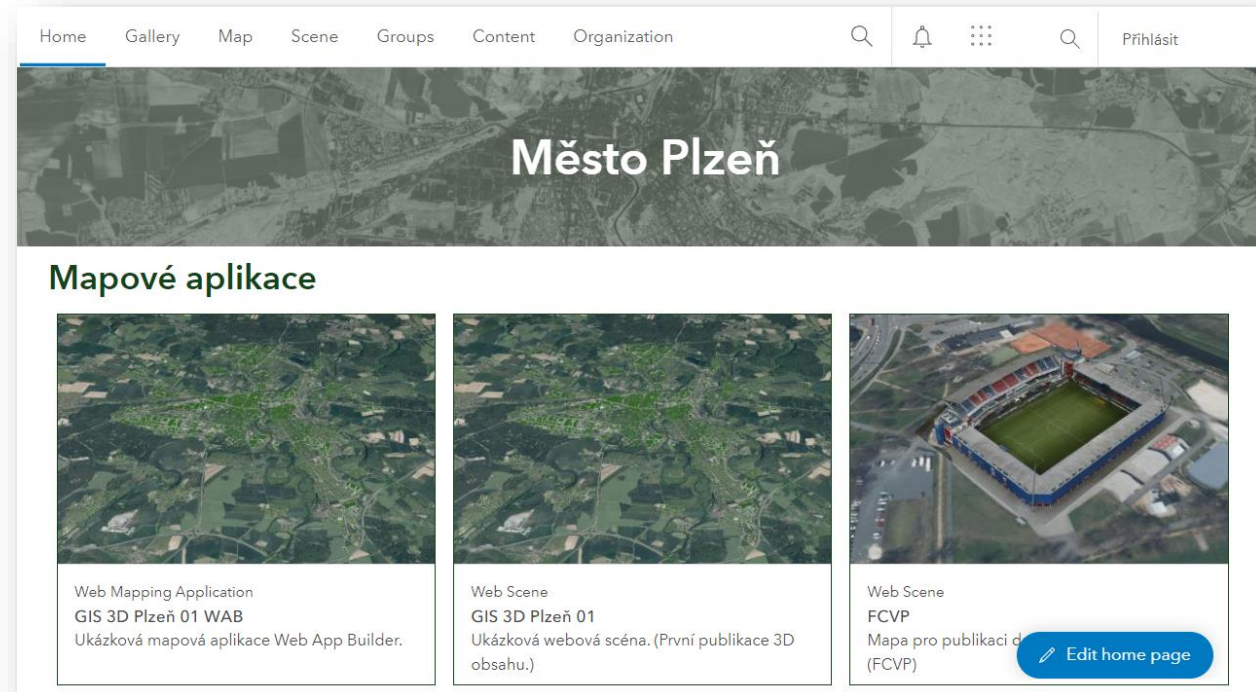 Home Gallery Map Scene Groups Content Organization Přihlásit
Město Plzeň
Mapové aplikace
Web Mapping Application
GIS 3D Plzeň 01 WAB
Ukázková mapová aplikace Web App Builder.
Web Scene
GIS 3D Plzeň 01
Ukázková webová scéna. (První publikace 3D
obsahu.)
Web Scene
FCVP
Mapa pro publikaci
(FCVP)
Edit home page